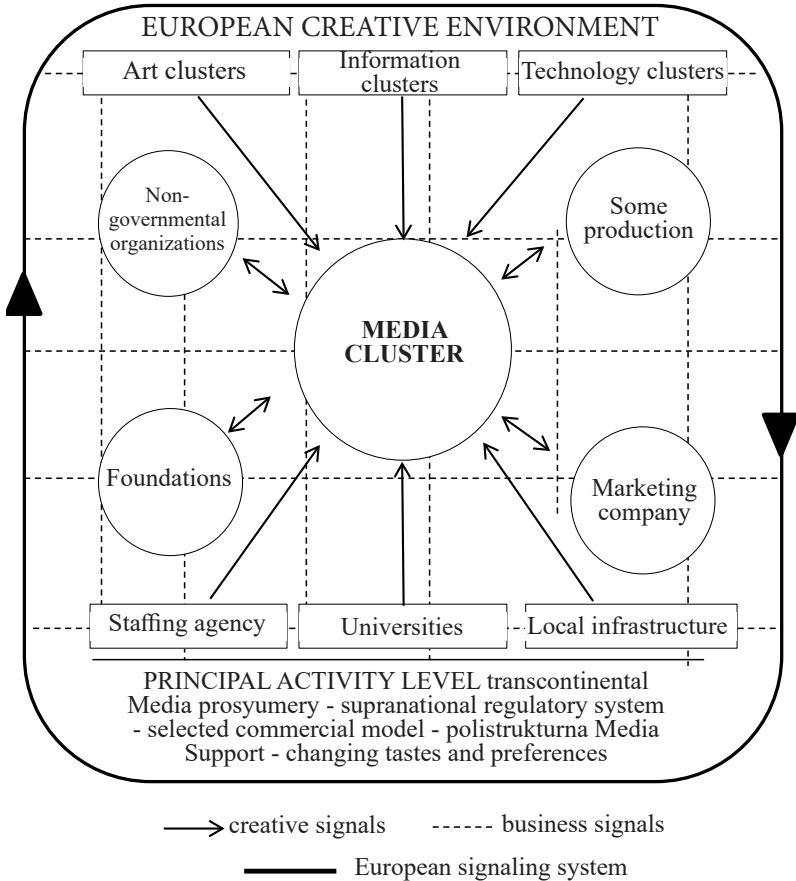 EUROPEAN CREATIVE ENVIRONMENT
Art clusters
Information
clusters
Technology clusters
Non-
governmental
organizations
Some
production
MEDIA
CLUSTER
Foundations
Marketing
company
Staffing agency
Universities
Local infrastructure
PRINCIPAL ACTIVITY LEVEL transcontinental
Media prosyumery - supranational regulatory system
- selected commercial model - polistrukturna Media
Support - changing tastes and preferences
creative signals
business signals
European signaling system